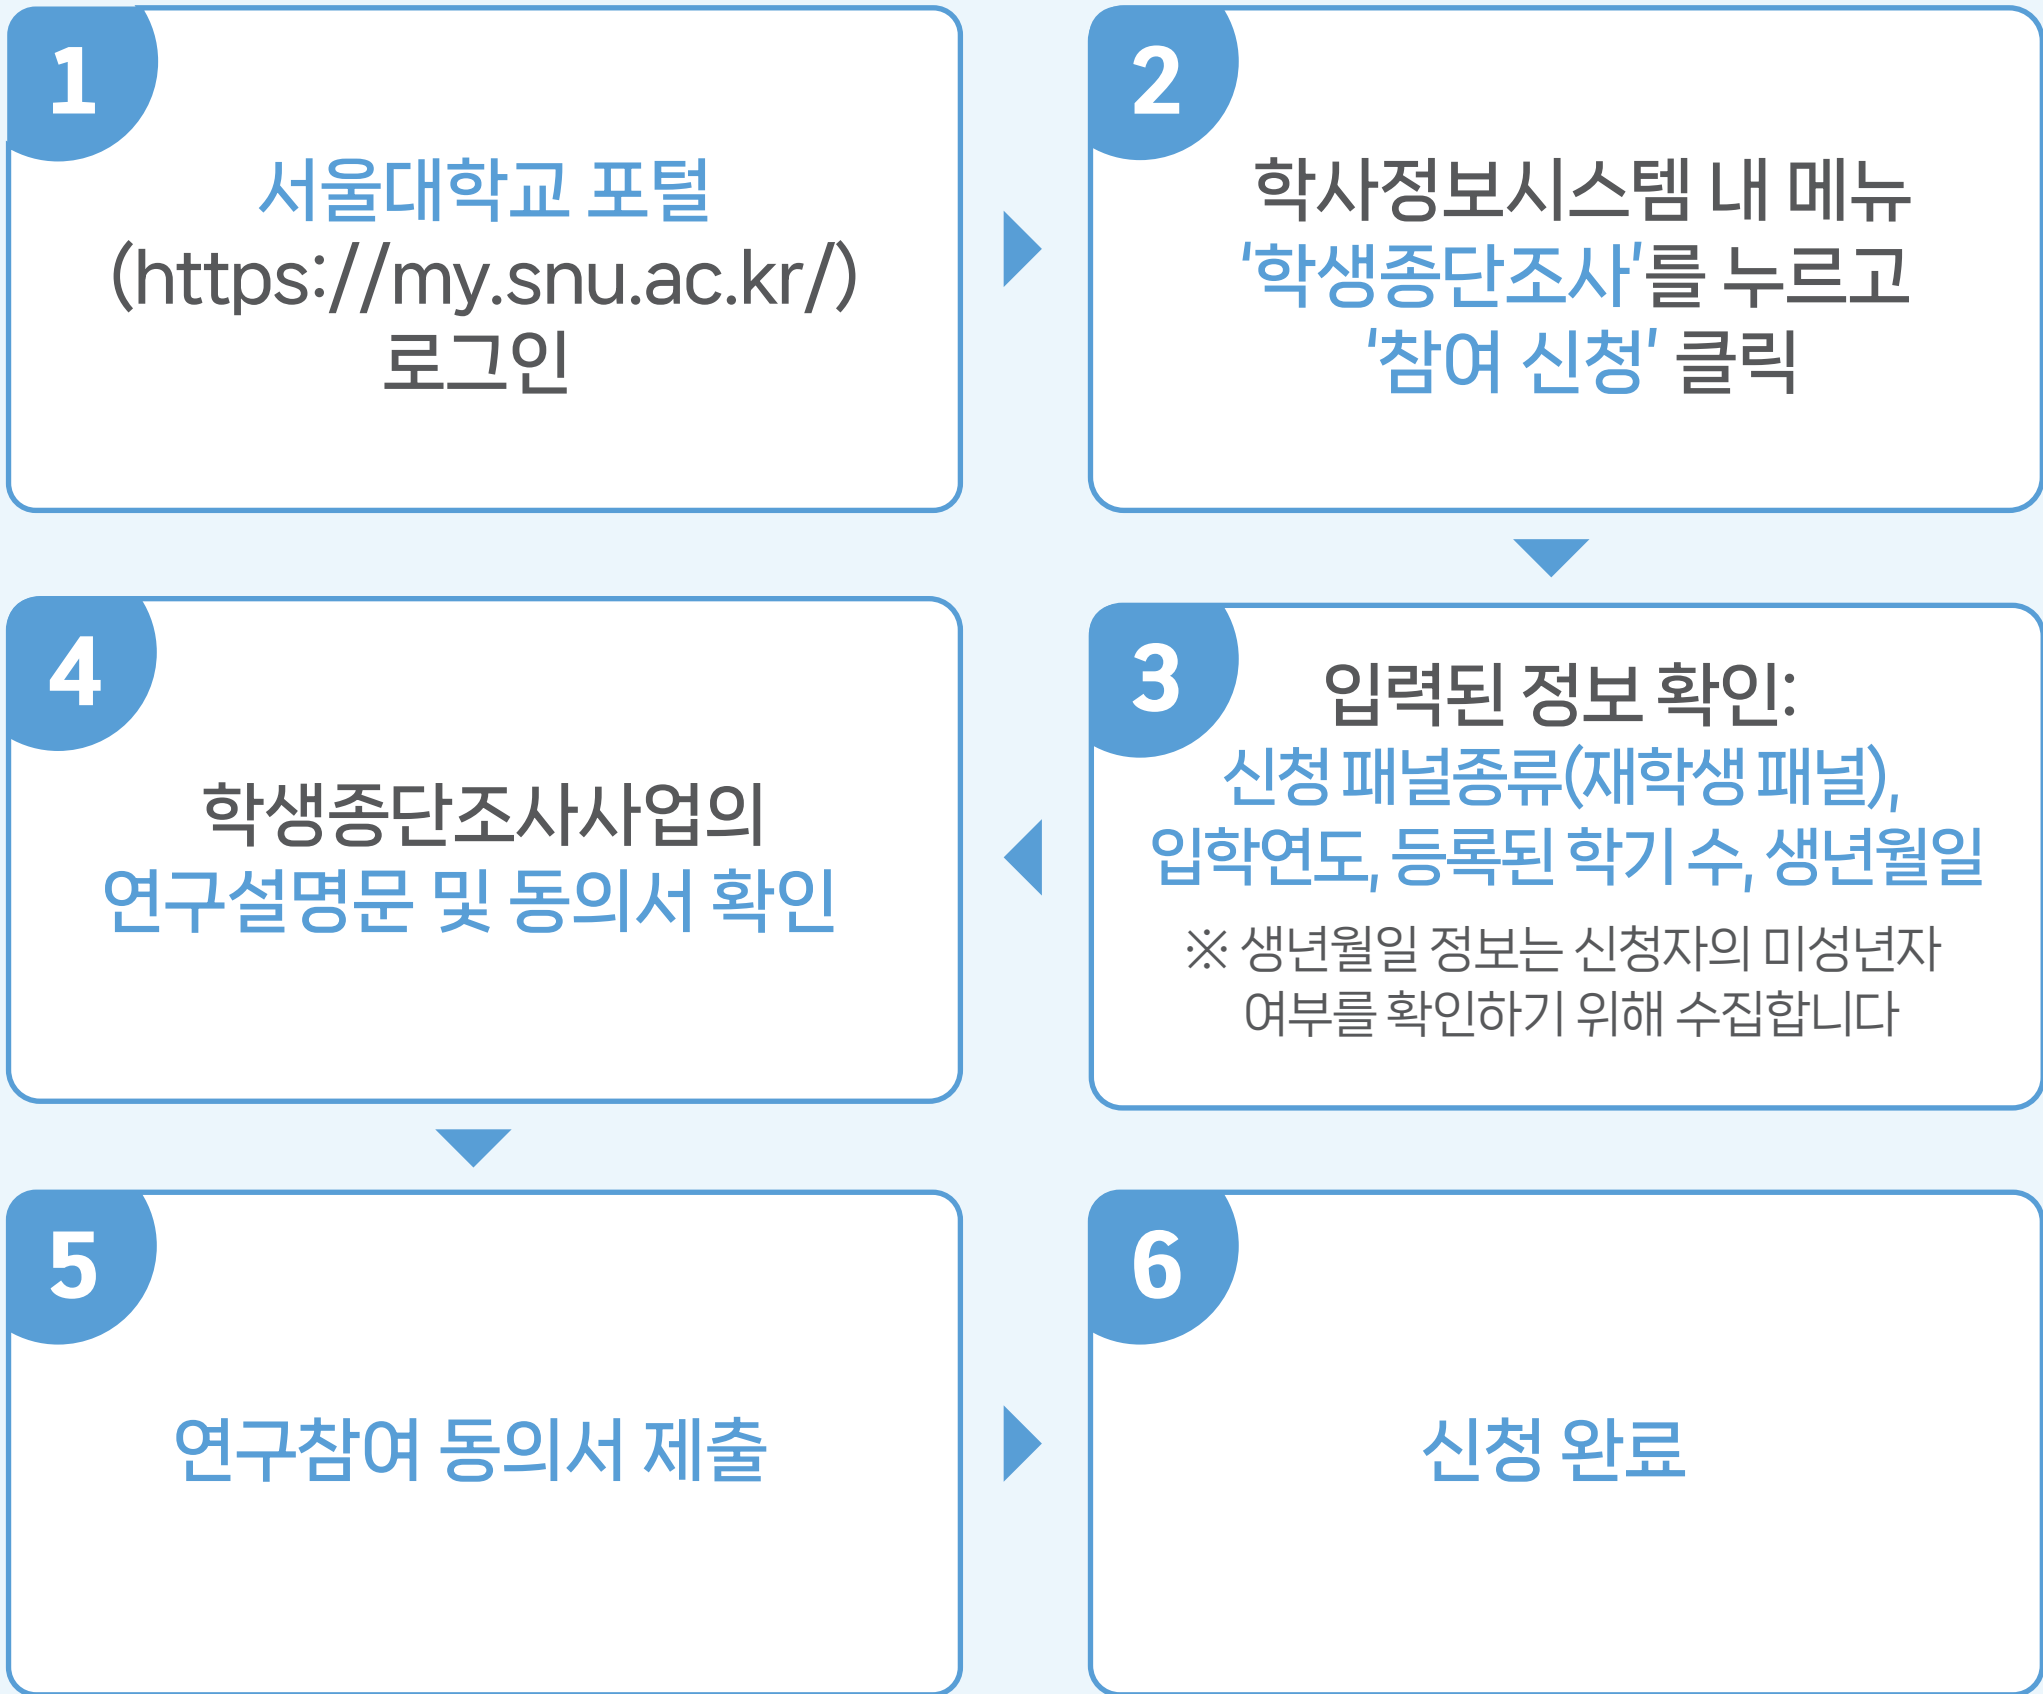 1
서울대학교 포털
(https://my.snu.ac.kr/)
로그인
2
학사정보시스템 내 메뉴
'학생종단조사'를 누르고
'참여 신청' 클릭
3
입력된 정보 확인:
신청 패널종류(재학생 패널),
입학연도, 등록된 학기 수, 생년월일
※ 생년월일 정보는 신청자의 미성년자
여부를 확인하기 위해 수집합니다
4
학생종단조사사업의
연구설명문 및 동의서 확인
5
연구참여 동의서 제출
6
신청 완료